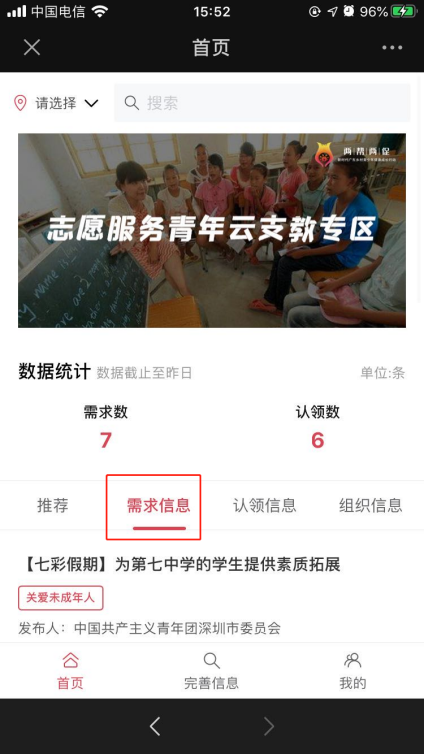 中国电信 15:52 96%
首页
请选择 搜索
两|帮|两|促
志愿服务青年云支教专区
数据统计 数据截止至昨日 单位:条
需求数 认领数
7 6
推荐 需求信息 认领信息 组织信息
【七彩假期】为第七中学的学生提供素质拓展
关爱未成年人
发布人：中国共产主义青年团深圳市委员会
首页 完善信息 我的